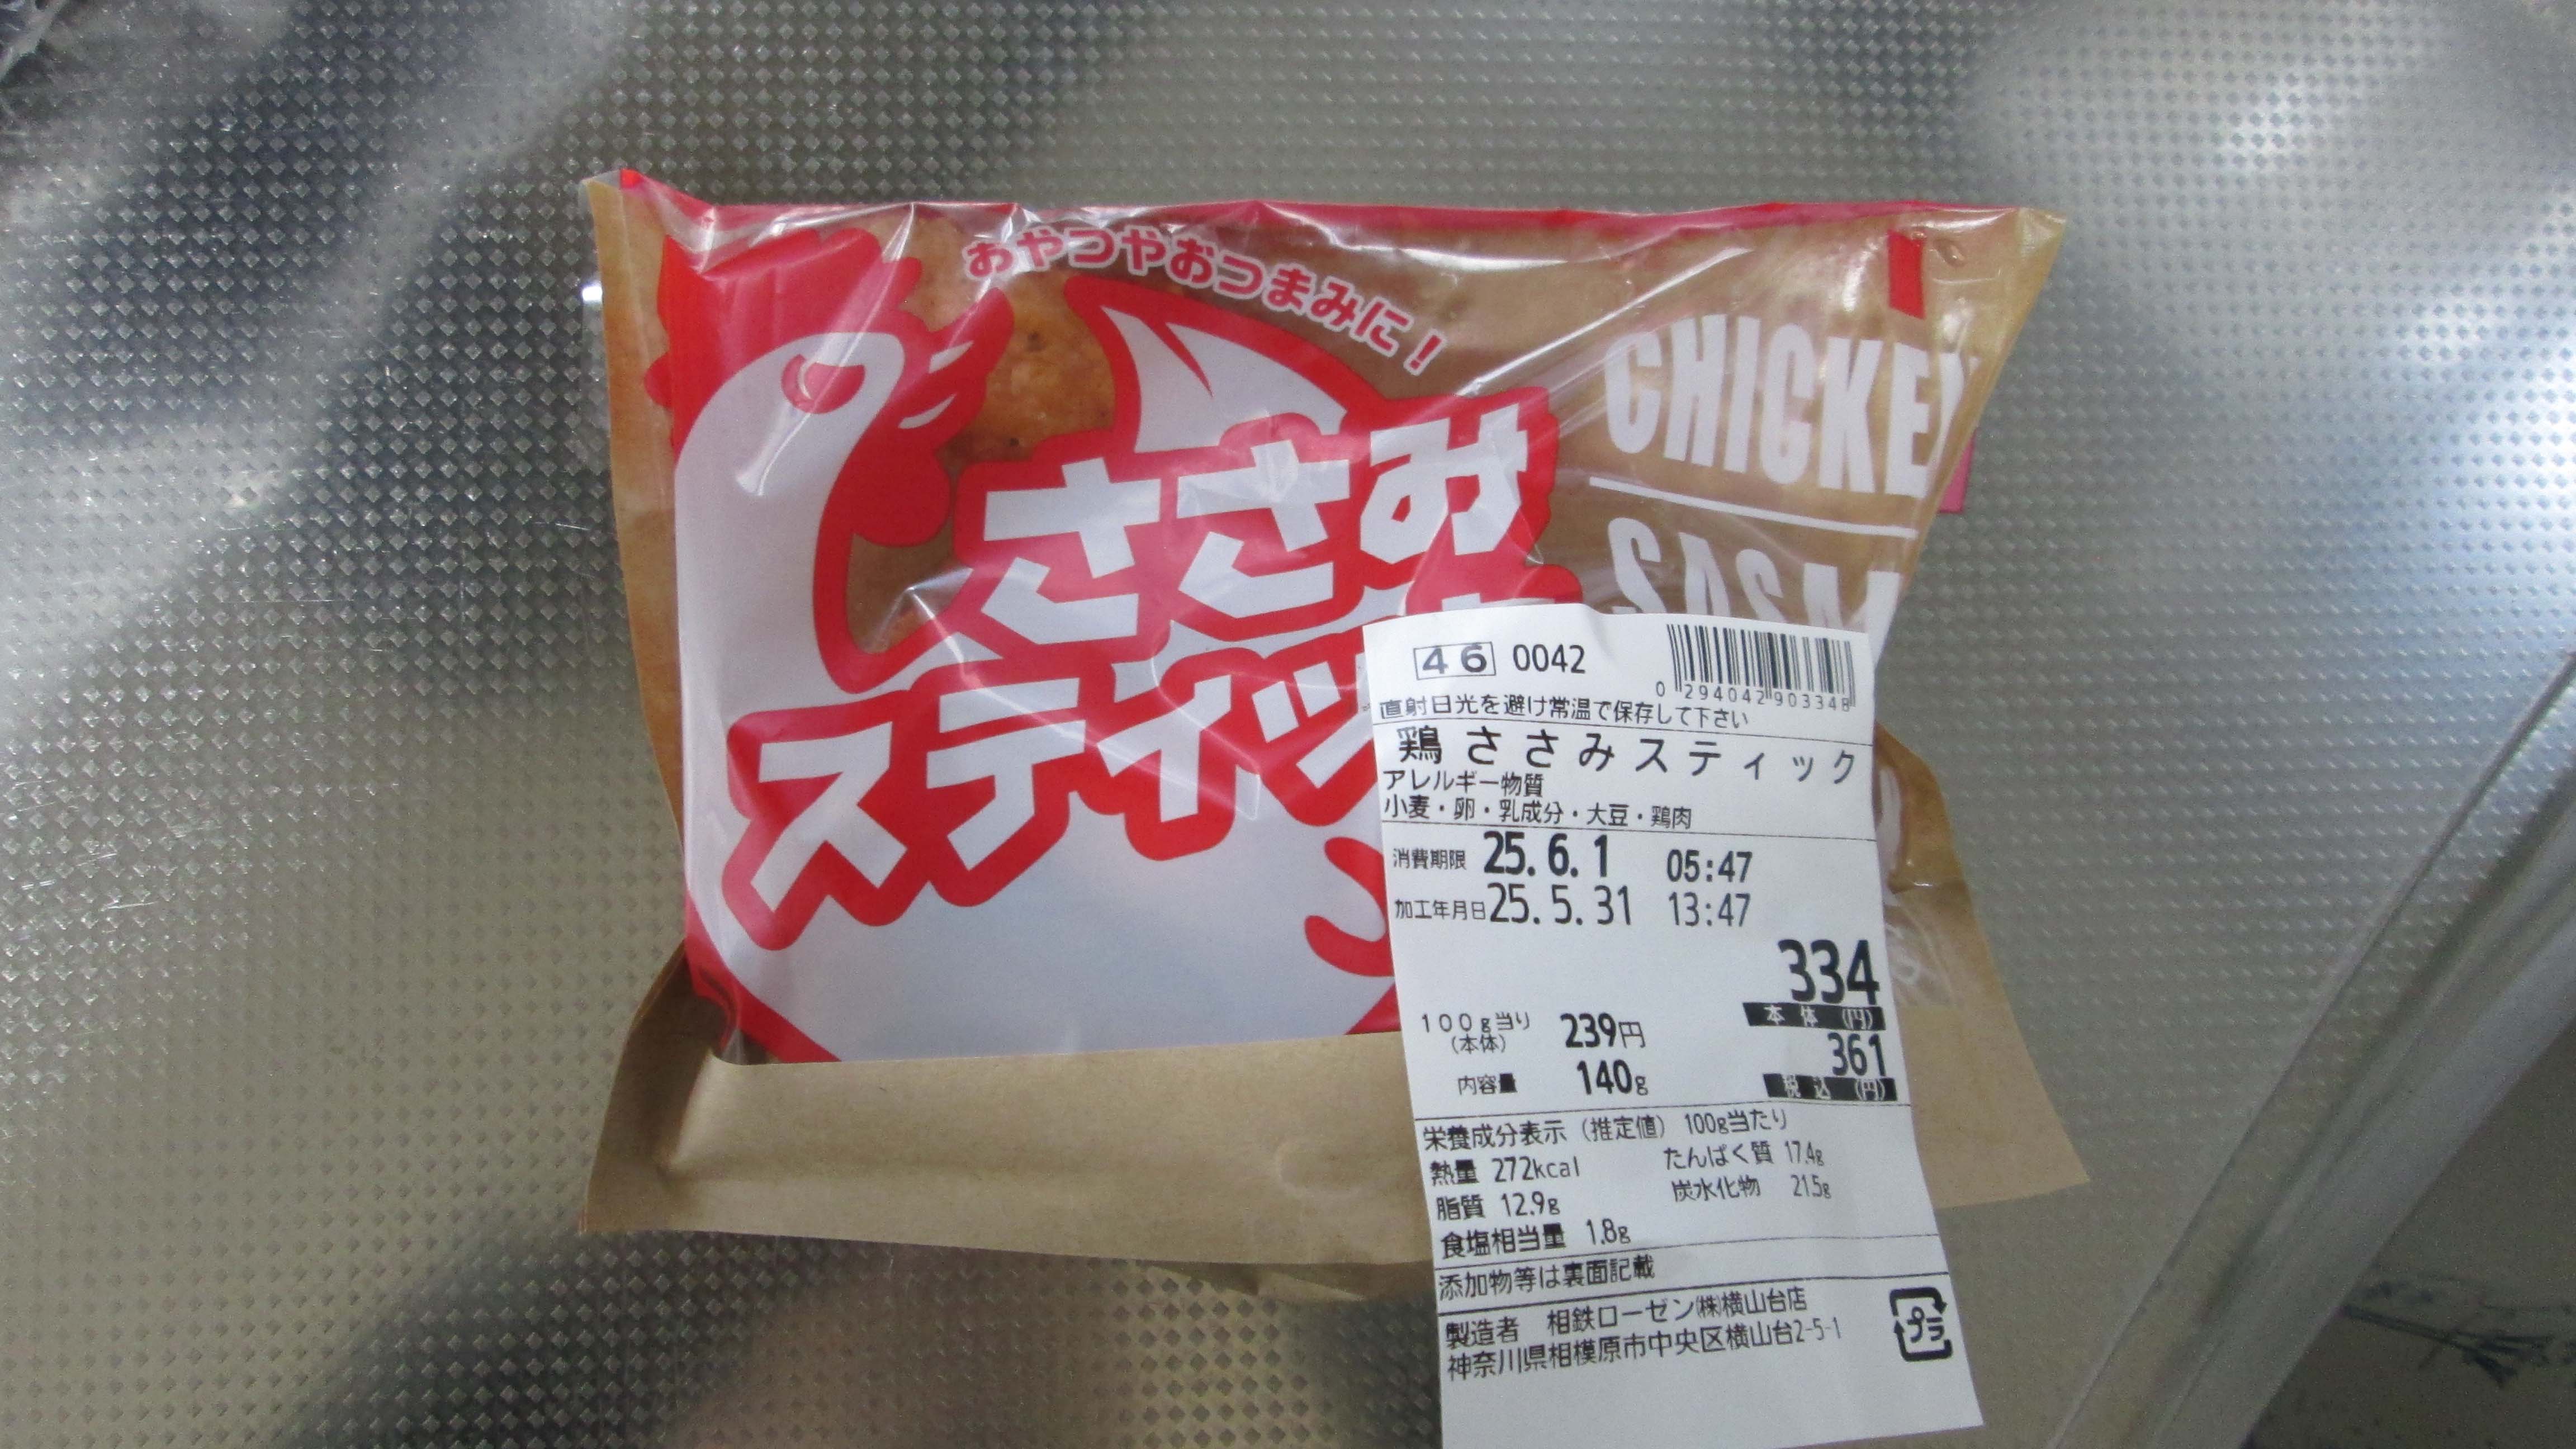 おやつやおつまみに！
ささみ
スティッ
CHICKEN
46 0042
0 294042 903348
直射日光を避け常温で保存して下さい
鶏ささみスティック
アレルギー物質
小麦・卵・乳成分・大豆・鶏肉
消費期限 25.6.1 05:47
加工年月日 25.5.31 13:47
334
本体(円)
100g当り 239円
(本体)
361
税込(円)
内容量 140g
栄養成分表示（推定値） 100g当たり
熱量 272kcal たんぱく質 17.4g
脂質 12.9g 炭水化物 21.5g
食塩相当量 1.8g
添加物等は裏面記載
製造者 相鉄ローゼン㈱横山台店
神奈川県相模原市中央区横山台2-5-1
プラ